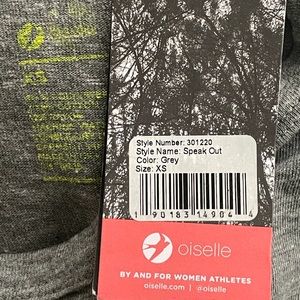 oiselle
XS
Style Number: 301220
Style Name: Speak Out
Color: Grey
Size: XS
1 90183 14904 4
oiselle
BY AND FOR WOMEN ATHLETES
oiselle.com | @oiselle